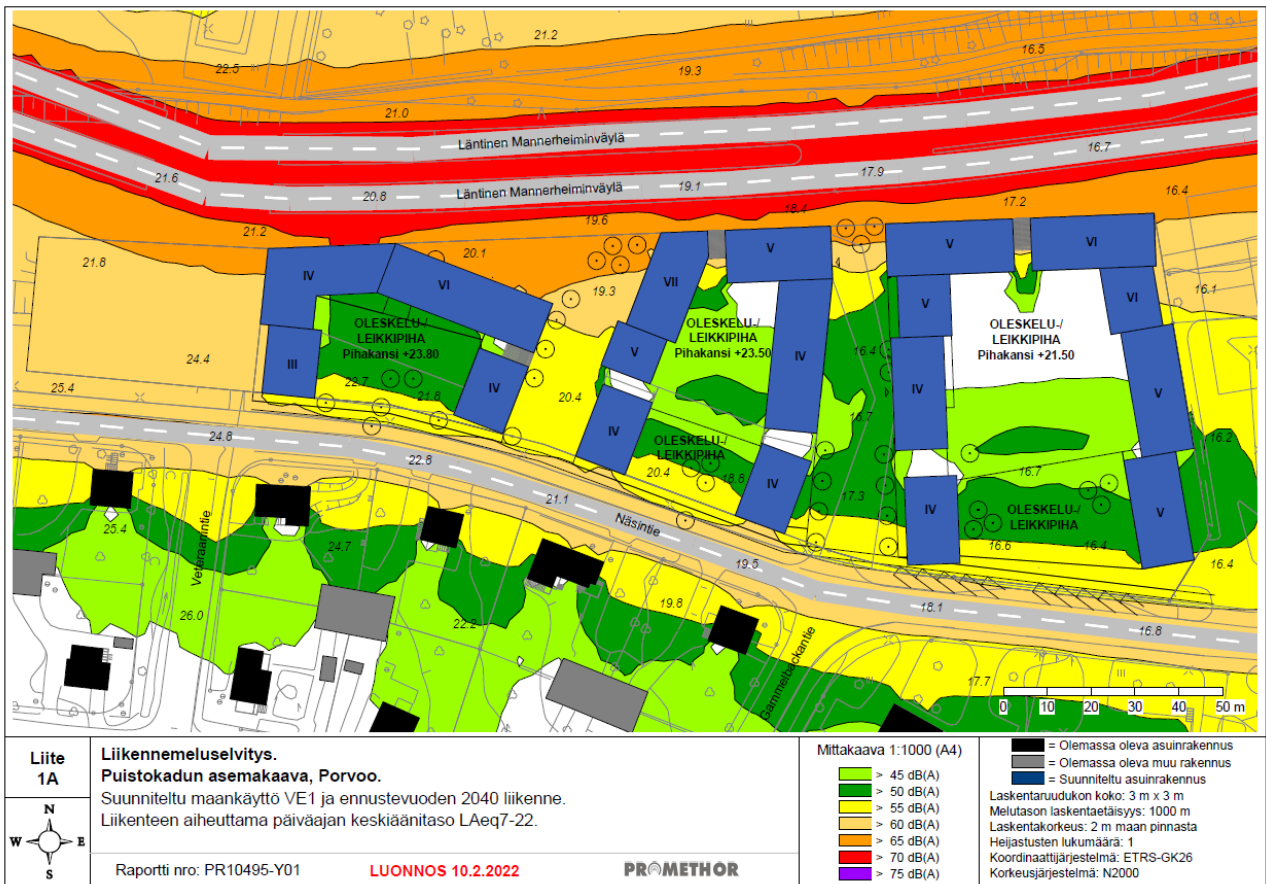 21.2
16.5
22.5
19.3
21.0
Läntinen Mannerheiminväylä
16.7
21.6
20.8
Läntinen Mannerheiminväylä
19.1
17.9
16.4
21.2
19.6
18.4
17.2
20.1
21.8
IV
VI
VII
V
V
VI
19.3
16.1
OLESKELU-/
LEIKKIPIHA
Pihakansi +23.80
OLESKELU-/
LEIKKIPIHA
Pihakansi +23.50
OLESKELU-/
LEIKKIPIHA
Pihakansi +21.50
V
VI
24.4
III
V
IV
16.4
IV
V
25.4
22.7
21.8
IV
20.4
16.7
24.8
22.8
IV
OLESKELU-/
LEIKKIPIHA
20.4
18.8
IV
17.3
16.7
16.2
IV
OLESKELU-/
LEIKKIPIHA
V
16.6
16.4
16.4
21.1
Näsintie
25.4
Veteraanintie
24.7
19.5
18.1
16.8
26.0
22.2
19.8
Gammelbackantie
17.7
0 10 20 30 40 50 m
Liite
1A
N
W E
S
Liikennemeluselvitys.
Puistokadun asemakaava, Porvoo.
Suunniteltu maankäyttö VE1 ja ennustevuoden 2040 liikenne.
Liikenteen aiheuttama päiväajan keskiäänitaso LAeq7-22.
Raportti nro: PR10495-Y01
LUONNOS 10.2.2022
PROMETHOR
Mittakaava 1:1000 (A4)
> 45 dB(A)
> 50 dB(A)
> 55 dB(A)
> 60 dB(A)
> 65 dB(A)
> 70 dB(A)
> 75 dB(A)
= Olemassa oleva asuinrakennus
= Olemassa oleva muu rakennus
= Suunniteltu asuinrakennus
Laskentaruudukon koko: 3 m x 3 m
Melutason laskentaetäisyys: 1000 m
Laskentakorkeus: 2 m maan pinnasta
Heijastusten lukumäärä: 1
Koordinaattijärjestelmä: ETRS-GK26
Korkeusjärjestelmä: N2000